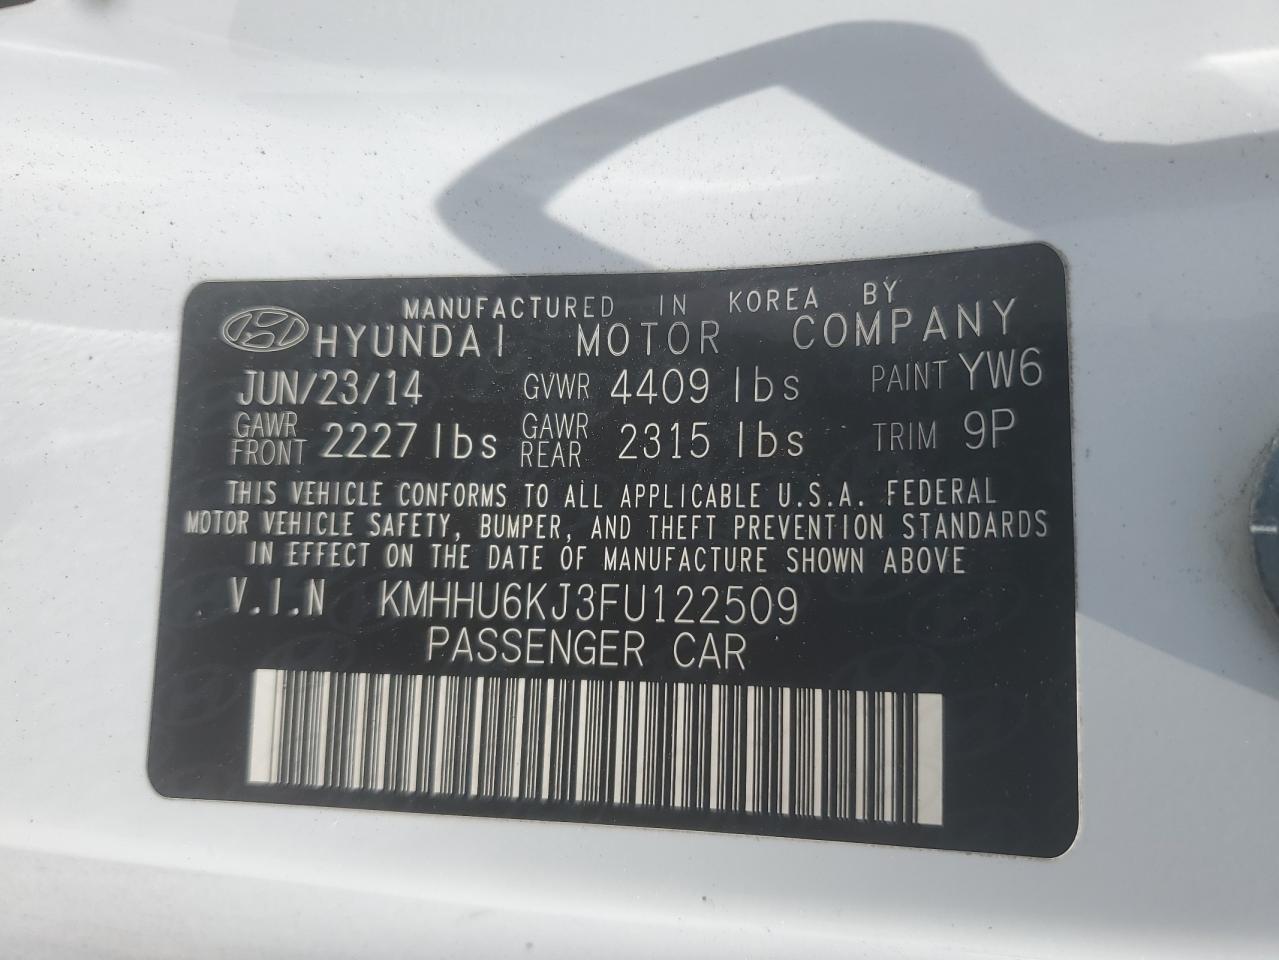 MANUFACTURED IN KOREA BY
HYUNDAI MOTOR COMPANY
JUN/23/14 GVWR 4409 lbs PAINT YW6
GAWR FRONT 2227 lbs GAWR REAR 2315 lbs TRIM 9P
THIS VEHICLE CONFORMS TO ALL APPLICABLE U.S.A. FEDERAL
MOTOR VEHICLE SAFETY, BUMPER, AND THEFT PREVENTION STANDARDS
IN EFFECT ON THE DATE OF MANUFACTURE SHOWN ABOVE
V.I.N KMHHU6KJ3FU122509
PASSENGER CAR